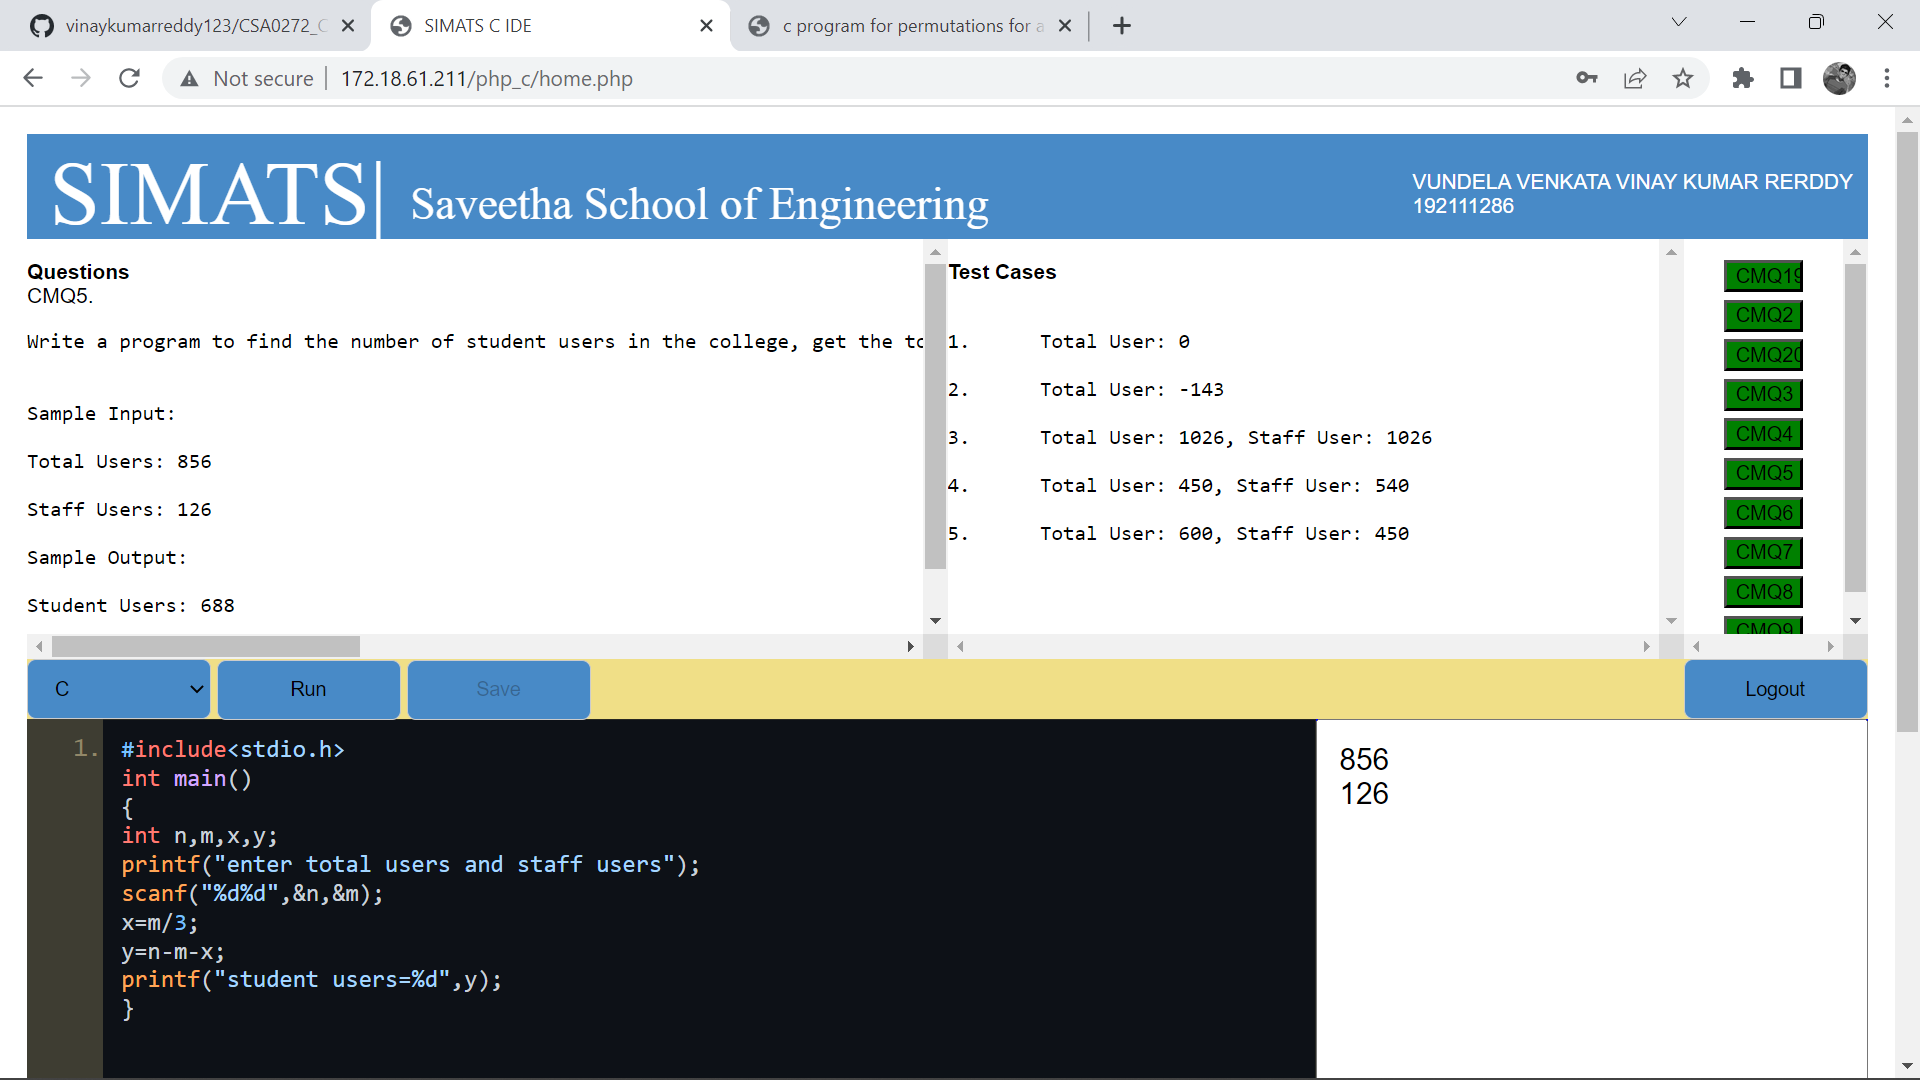 vinaykumarreddy123/CSA0272_C
SIMATS C IDE
c program for permutations for a
Not secure
172.18.61.211/php_c/home.php
SIMATS|
Saveetha School of Engineering
VUNDELA VENKATA VINAY KUMAR RERDDY
192111286
Questions
CMQ5.
Write a program to find the number of student users in the college, get the to
Sample Input:
Total Users: 856
Staff Users: 126
Sample Output:
Student Users: 688
Test Cases
1. Total User: 0
2. Total User: -143
3. Total User: 1026, Staff User: 1026
4. Total User: 450, Staff User: 540
5. Total User: 600, Staff User: 450
CMQ19
CMQ2
CMQ20
CMQ3
CMQ4
CMQ5
CMQ6
CMQ7
CMQ8
CMQ9
C
Run
Save
Logout
1.
#include<stdio.h>
int main()
{
int n,m,x,y;
printf("enter total users and staff users");
scanf("%d%d",&n,&m);
x=m/3;
y=n-m-x;
printf("student users=%d",y);
}
856
126